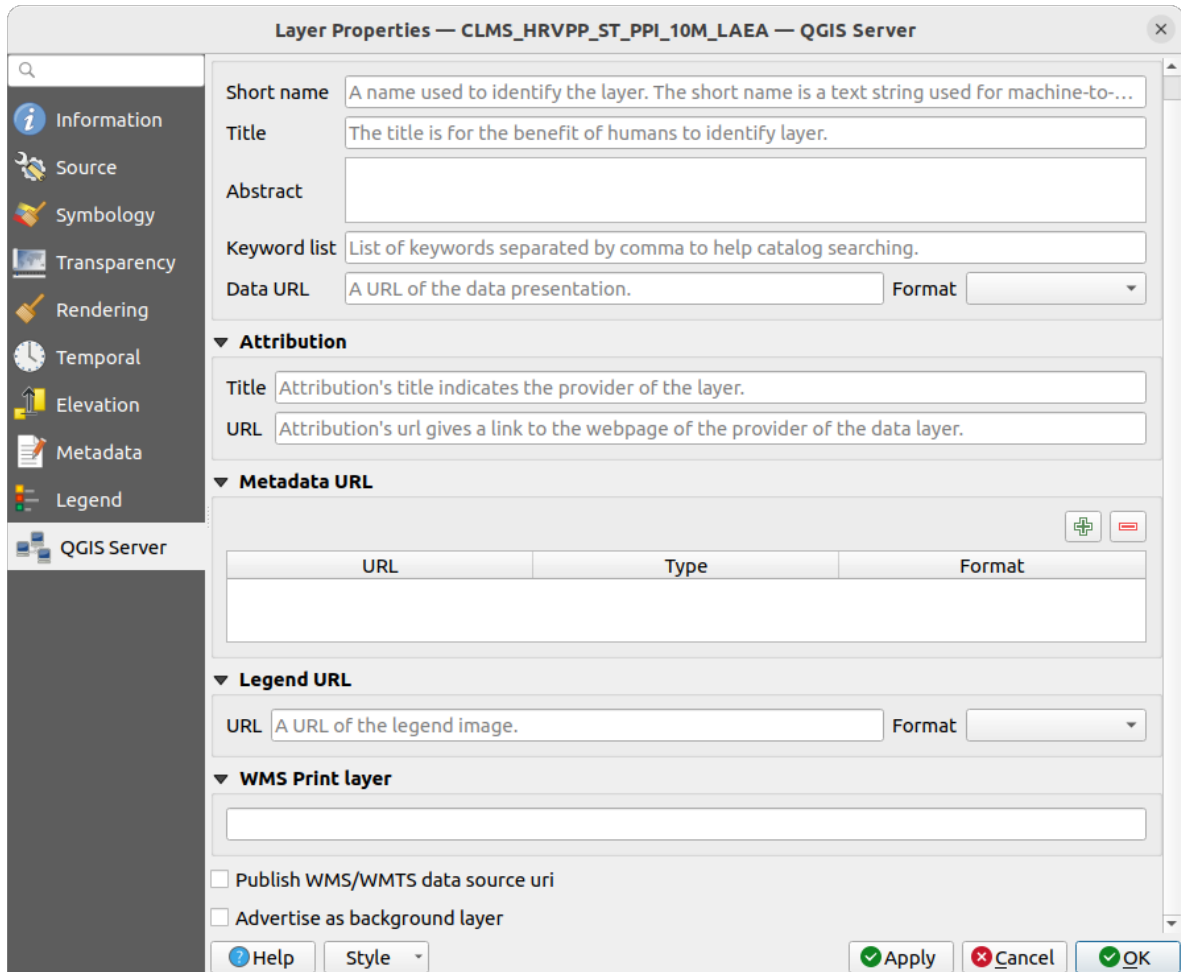 Layer Properties — CLMS_HRVPP_ST_PPI_10M_LAEA — QGIS Server
Information
Source
Symbology
Transparency
Rendering
Temporal
Elevation
Metadata
Legend
QGIS Server
Short name A name used to identify the layer. The short name is a text string used for machine-to-...
Title The title is for the benefit of humans to identify layer.
Abstract
Keyword list List of keywords separated by comma to help catalog searching.
Data URL A URL of the data presentation. Format
Attribution
Title Attribution's title indicates the provider of the layer.
URL Attribution's url gives a link to the webpage of the provider of the data layer.
Metadata URL
URL Type Format
Legend URL
URL A URL of the legend image. Format
WMS Print layer
Publish WMS/WMTS data source uri
Advertise as background layer
Help Style Apply Cancel OK